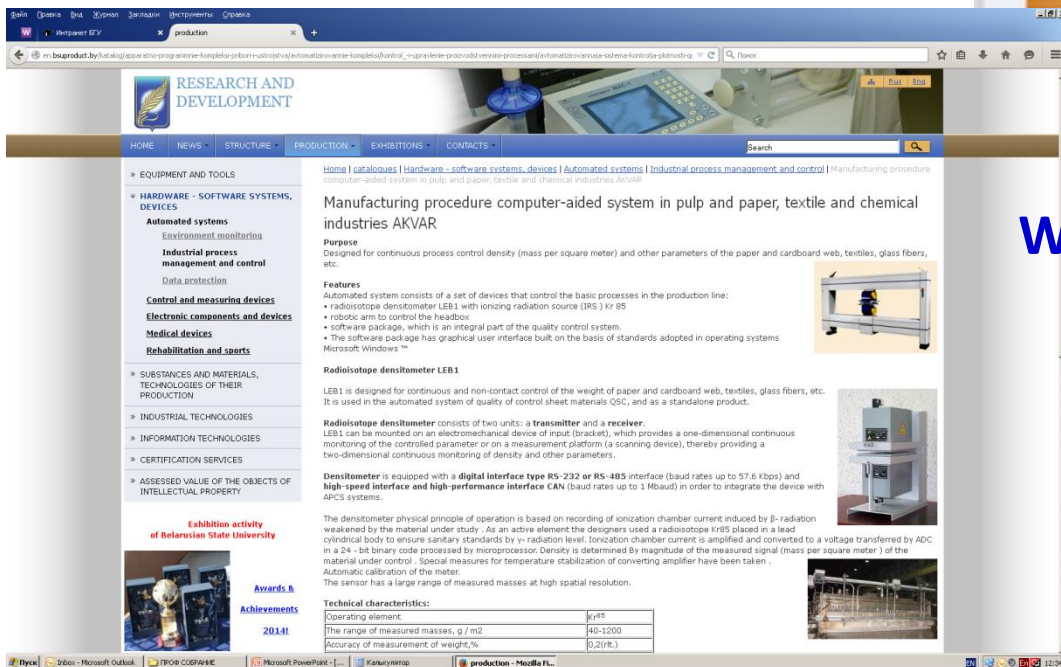 Файл Правка Вид Журнал Закладки Инструменты Справка
W Интранет БГУ × production × +
en.bsuproduct.by/katalog/apparatno-programmnie-kompleksi-pribori-i-ustrojstva/avtomatizirovannie-kompleksi/kontrol_-i-upravlenie-proizvodstvennimi-processami/avtomatizirovannaja-sistema-kontrolja-plotnosti-q Поиск
RESEARCH AND
DEVELOPMENT
Rus Eng
HOME NEWS STRUCTURE PRODUCTION EXHIBITIONS CONTACTS Search
» EQUIPMENT AND TOOLS
HARDWARE - SOFTWARE SYSTEMS,
DEVICES
Automated systems
Environment monitoring
Industrial process
management and control
Data protection
Control and measuring devices
Electronic components and devices
Medical devices
Rehabilitation and sports
» SUBSTANCES AND MATERIALS,
TECHNOLOGIES OF THEIR
PRODUCTION
» INDUSTRIAL TECHNOLOGIES
» INFORMATION TECHNOLOGIES
» CERTIFICATION SERVICES
» ASSESSED VALUE OF THE OBJECTS OF
INTELLECTUAL PROPERTY
Exhibition activity
of Belarusian State University
Awards &
Achievements
2014!
Home | catalogues | Hardware - software systems, devices | Automated systems | Industrial process management and control | Manufacturing procedure
computer-aided system in pulp and paper, textile and chemical industries AKVAR
Manufacturing procedure computer-aided system in pulp and paper, textile and chemical
industries AKVAR
Purpose
Designed for continuous process control density (mass per square meter) and other parameters of the paper and cardboard web, textiles, glass fibers,
etc.
Features
Automated system consists of a set of devices that control the basic processes in the production line:
• radioisotope densitometer LEB1 with ionizing radiation source (IRS ) Kr 85
• robotic arm to control the headbox
• software package, which is an integral part of the quality control system.
• The software package has graphical user interface built on the basis of standards adopted in operating systems
Microsoft Windows ™
Radioisotope densitometer LEB1
LEB1 is designed for continuous and non-contact control of the weight of paper and cardboard web, textiles, glass fibers, etc.
It is used in the automated system of quality of control sheet materials QSC, and as a standalone product.
Radioisotope densitometer consists of two units: a transmitter and a receiver.
LEB1 can be mounted on an electromechanical device of input (bracket), which provides a one-dimensional continuous
monitoring of the controlled parameter or on a measurement platform (a scanning device), thereby providing a
two-dimensional continuous monitoring of density and other parameters.
Densitometer is equipped with a digital interface type RS-232 or RS-485 interface (baud rates up to 57.6 Kbps) and
high-speed interface and high-performance interface CAN (baud rates up to 1 Mbaud) in order to integrate the device with
APCS systems.
The densitometer physical principle of operation is based on recording of ionization chamber current induced by β- radiation
weakened by the material under study . As an active element the designers used a radioisotope Kr85 placed in a lead
cylindrical body to ensure sanitary standards by γ- radiation level. Ionization chamber current is amplified and converted to a voltage transferred by ADC
in a 24 - bit binary code processed by microprocessor. Density is determined By magnitude of the measured signal (mass per square meter ) of the
material under control . Special measures for temperature stabilization of converting amplifier have been taken .
Automatic calibration of the meter.
The sensor has a large range of measured masses at high spatial resolution.
Technical characteristics:
Operating element Kr85
The range of measured masses, g / m2 40-1200
Accuracy of measurement of weight,% 0,2(rlt.)
W
Пуск Inbox - Microsoft Outlook ПРОФ СОБРАНИЕ Microsoft PowerPoint - [... Калькулятор production - Mozilla Fi... EN